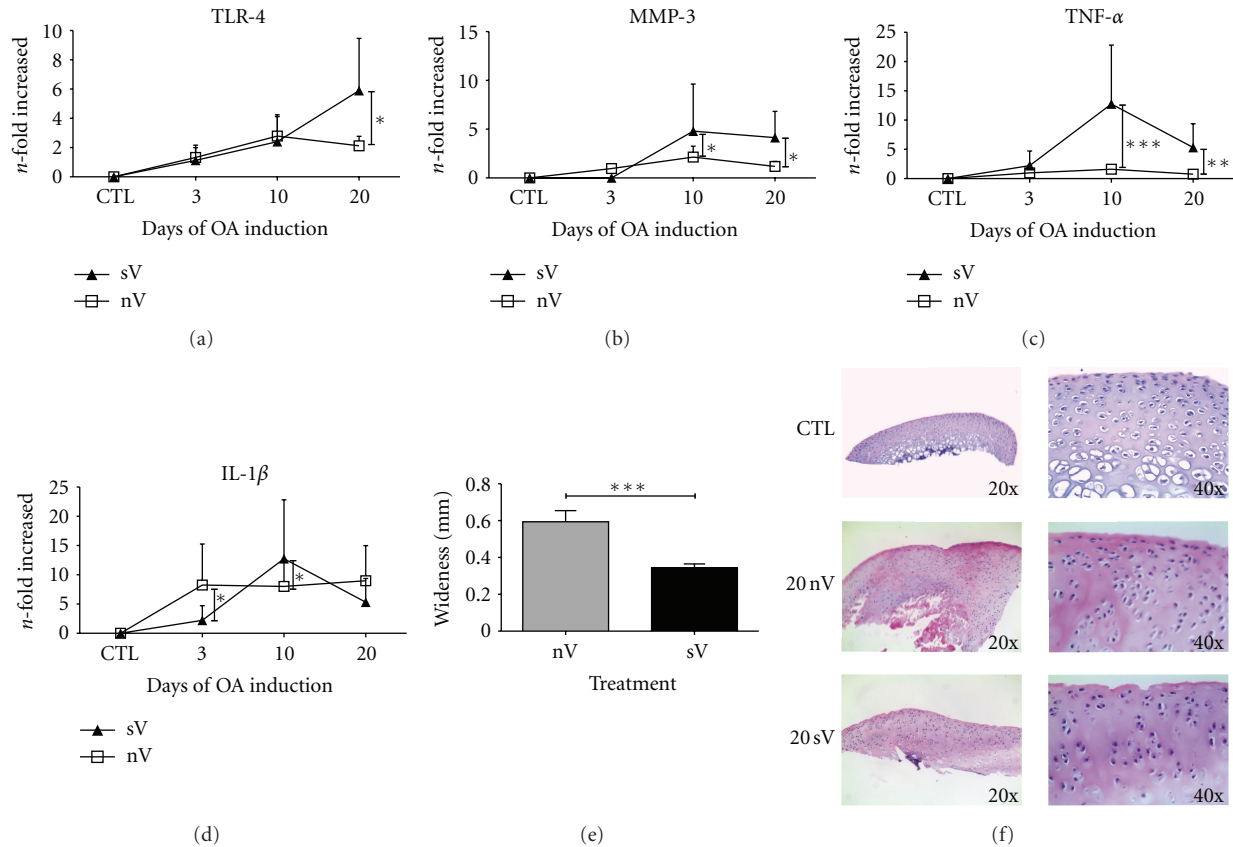 TLR-4
n-fold increased
10
8
6
4
2
0
*
CTL 3 10 20
Days of OA induction
sV
nV
(a)
MMP-3
n-fold increased
15
10
5
0
*
*
CTL 3 10 20
Days of OA induction
sV
nV
(b)
TNF-α
n-fold increased
25
20
15
10
5
0
***
**
CTL 3 10 20
Days of OA induction
sV
nV
(c)
IL-1β
n-fold increased
25
20
15
10
5
0
*
*
CTL 3 10 20
Days of OA induction
sV
nV
(d)
Wideness (mm)
0.8
0.6
0.4
0.2
0
***
nV sV
Treatment
(e)
CTL
20x
40x
20 nV
20x
40x
20 sV
20x
40x
(f)